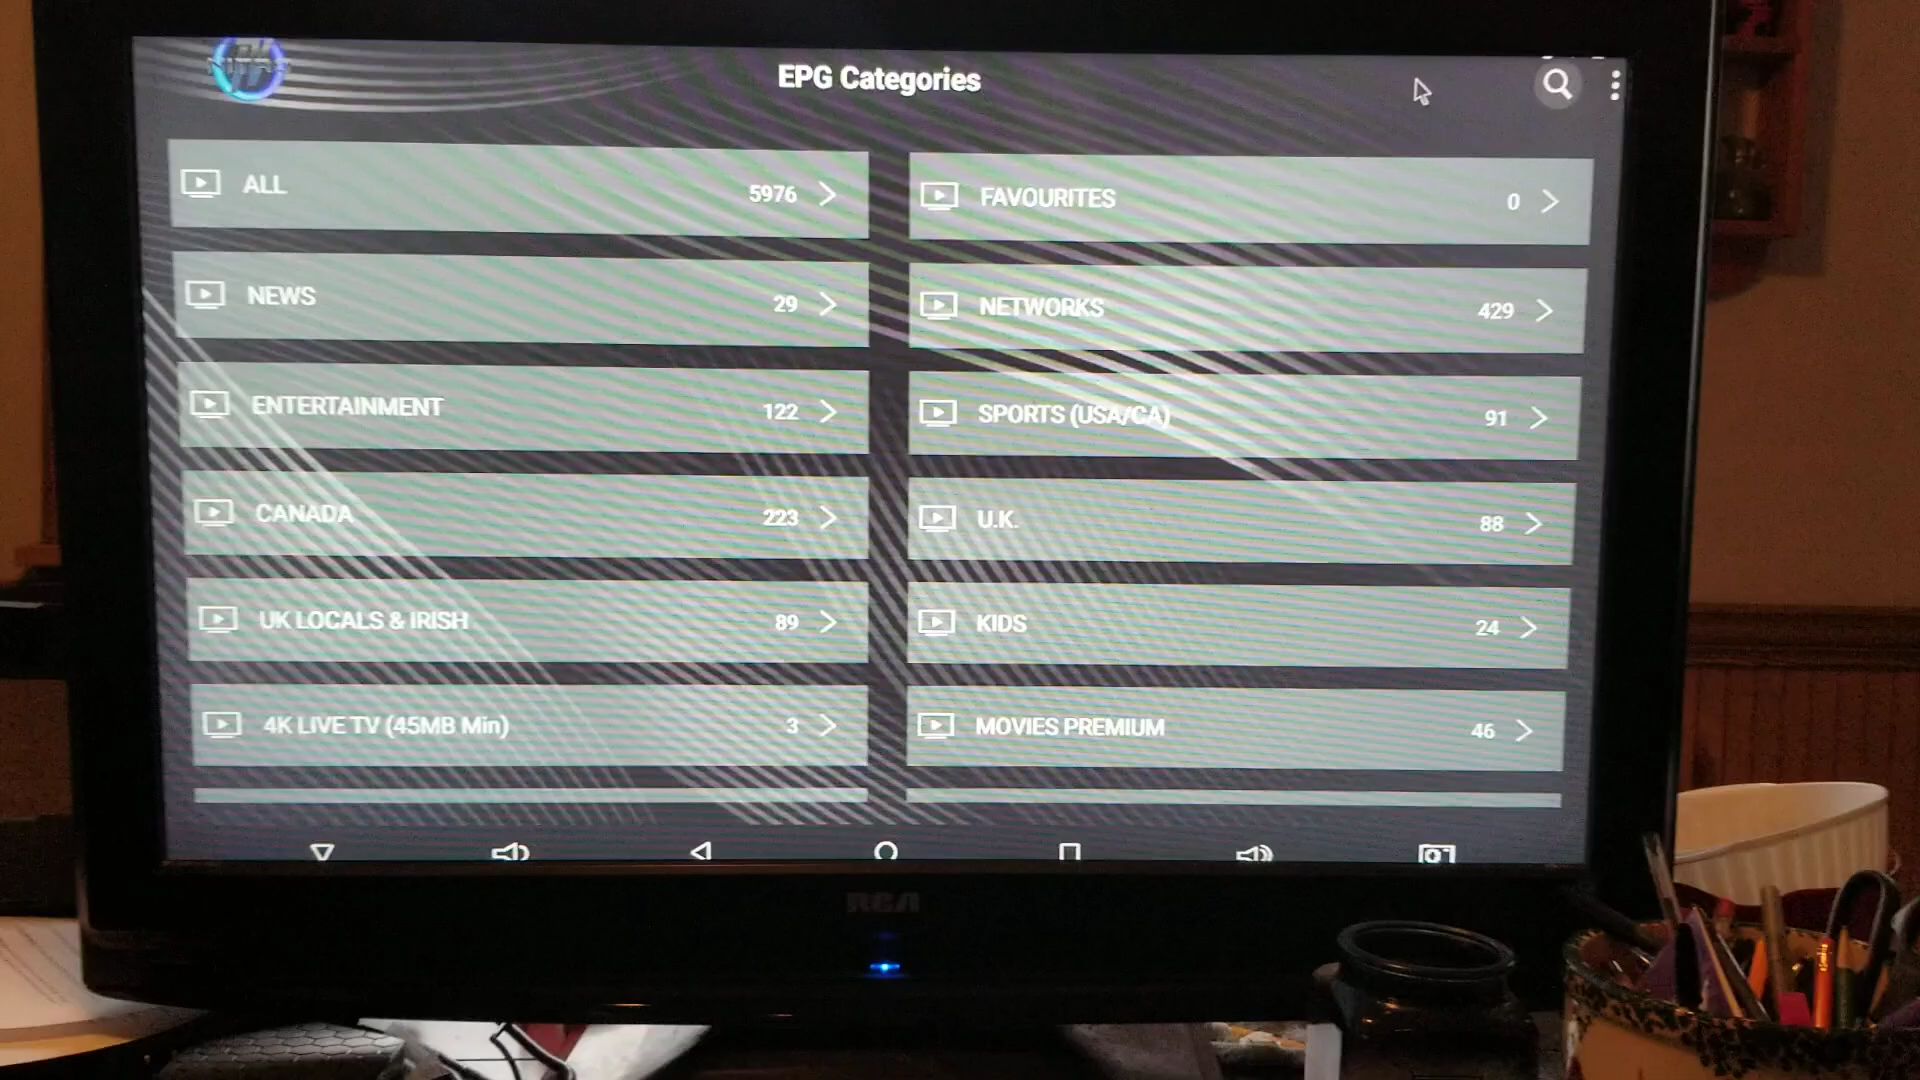 EPG Categories
ALL 5976
FAVOURITES 0
NEWS 29
NETWORKS 429
ENTERTAINMENT 122
SPORTS (USA/CA) 91
CANADA 223
U.K. 88
UK LOCALS & IRISH 89
KIDS 24
4K LIVE TV (45MB Min) 3
MOVIES PREMIUM 46
RCA